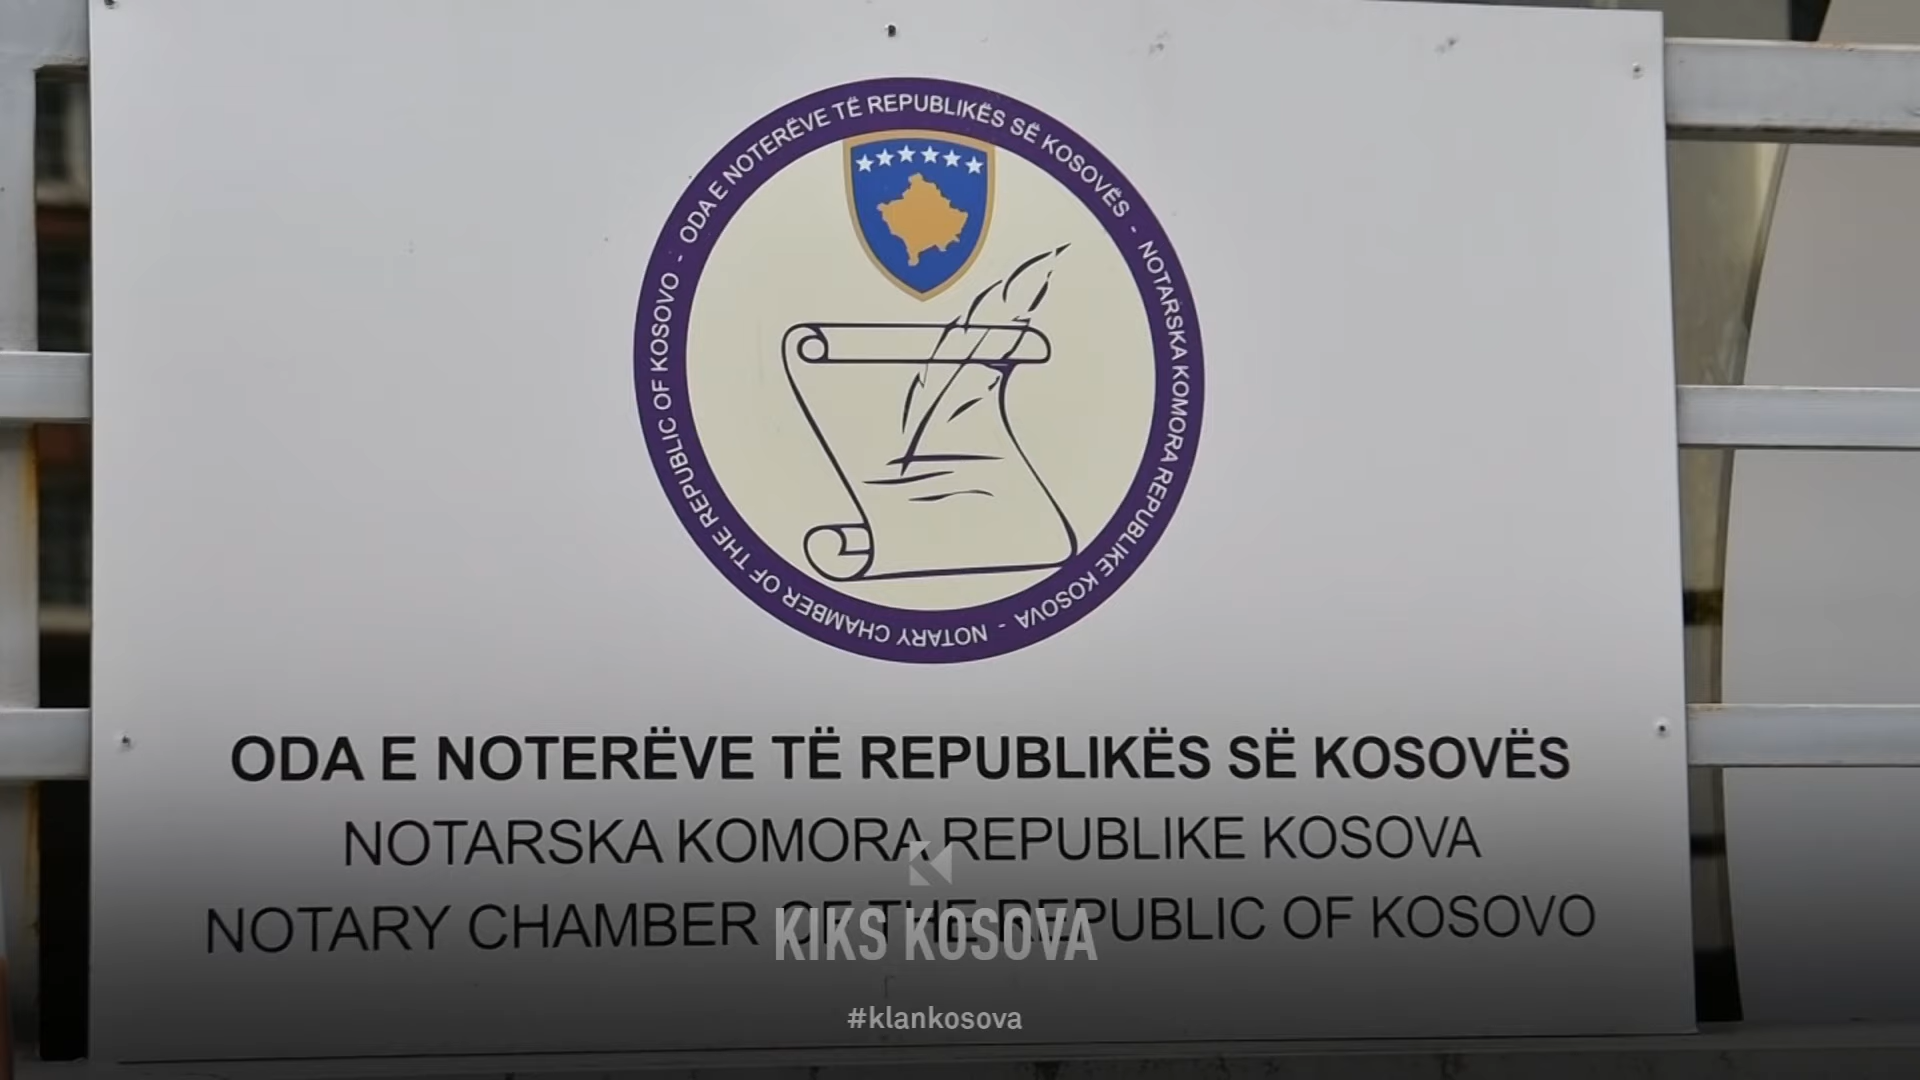 ODA E NOTERËVE TË REPUBLIKËS SË KOSOVËS - NOTARSKA KOMORA REPUBLIKE KOSOVA - NOTARY CHAMBER OF THE REPUBLIC OF KOSOVO -
ODA E NOTERËVE TË REPUBLIKËS SË KOSOVËS
NOTARSKA KOMORA REPUBLIKE KOSOVA
NOTARY CHAMBER OF THE REPUBLIC OF KOSOVO
KIKS KOSOVA
#klankosova